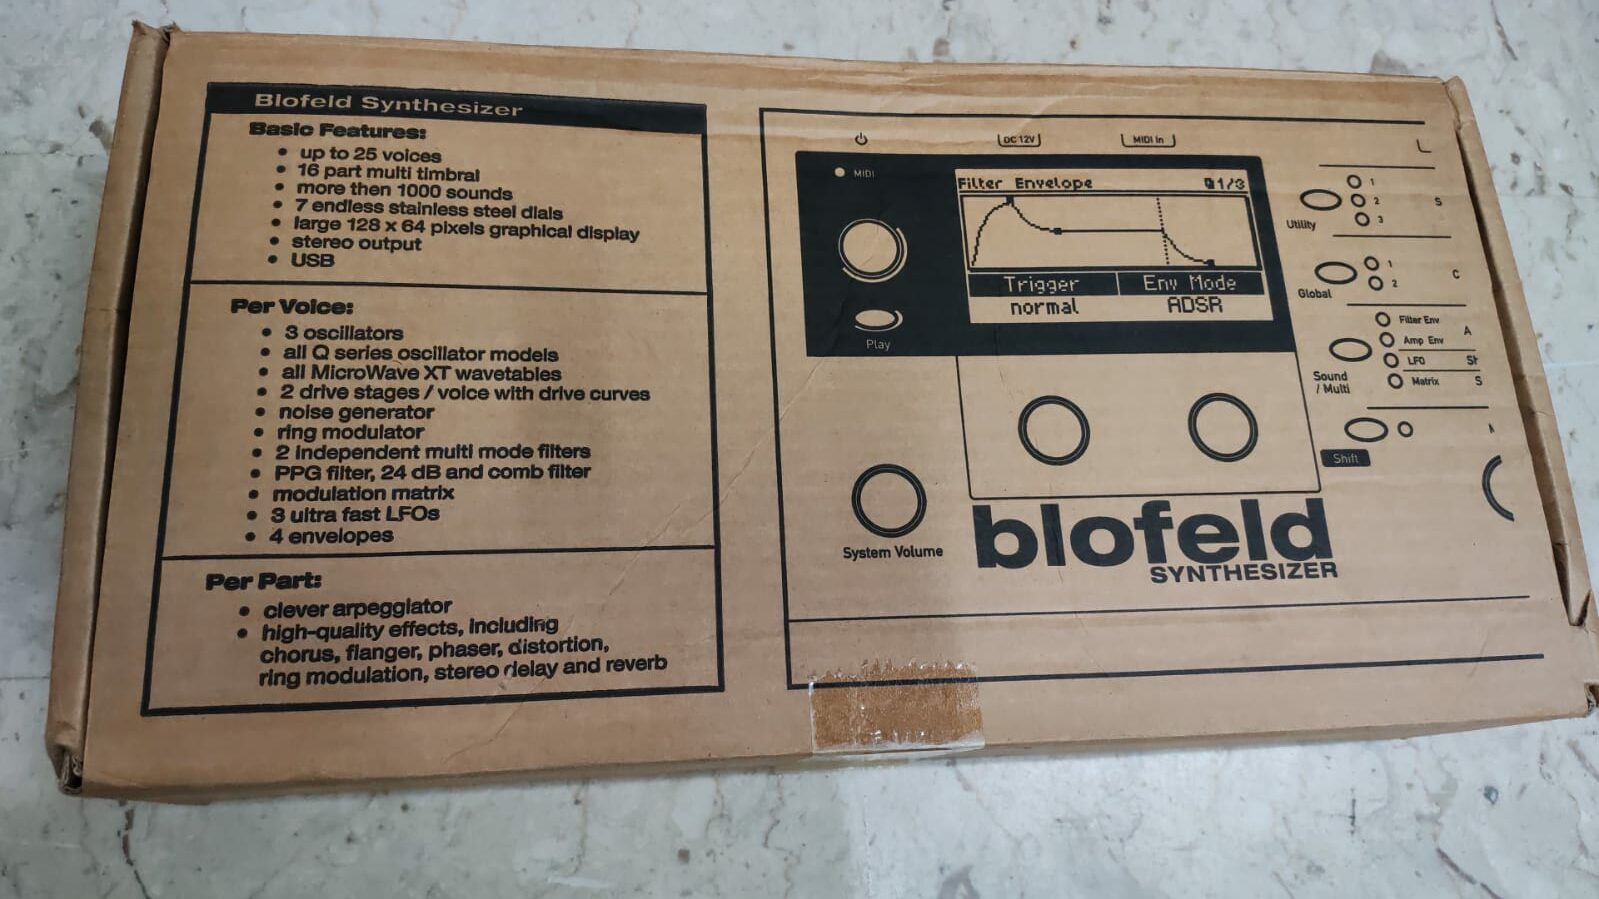 Blofeld Synthesizer
Basic Features:
• up to 25 voices
• 16 part multi timbral
• more then 1000 sounds
• 7 endless stainless steel dials
• large 128 x 64 pixels graphical display
• stereo output
• USB
Per Voice:
• 3 oscillators
• all Q series oscillator models
• all MicroWave XT wavetables
• 2 drive stages / voice with drive curves
• noise generator
• ring modulator
• 2 independent multi mode filters
• PPG filter, 24 dB and comb filter
• modulation matrix
• 3 ultra fast LFOs
• 4 envelopes
Per Part:
• clever arpeggiator
• high-quality effects, including
chorus, flanger, phaser, distortion,
ring modulation, stereo delay and reverb
DC 12V
MIDI In
MIDI
Play
System Volume
Filter Envelope 1/3
Trigger
Env Mode
normal
ADSR
blofeld
SYNTHESIZER
1
2
3
S
Utility
1
2
C
Global
Filter Env
A
Amp Env
LFO
Matrix
S
Sound
/ Multi
Shift